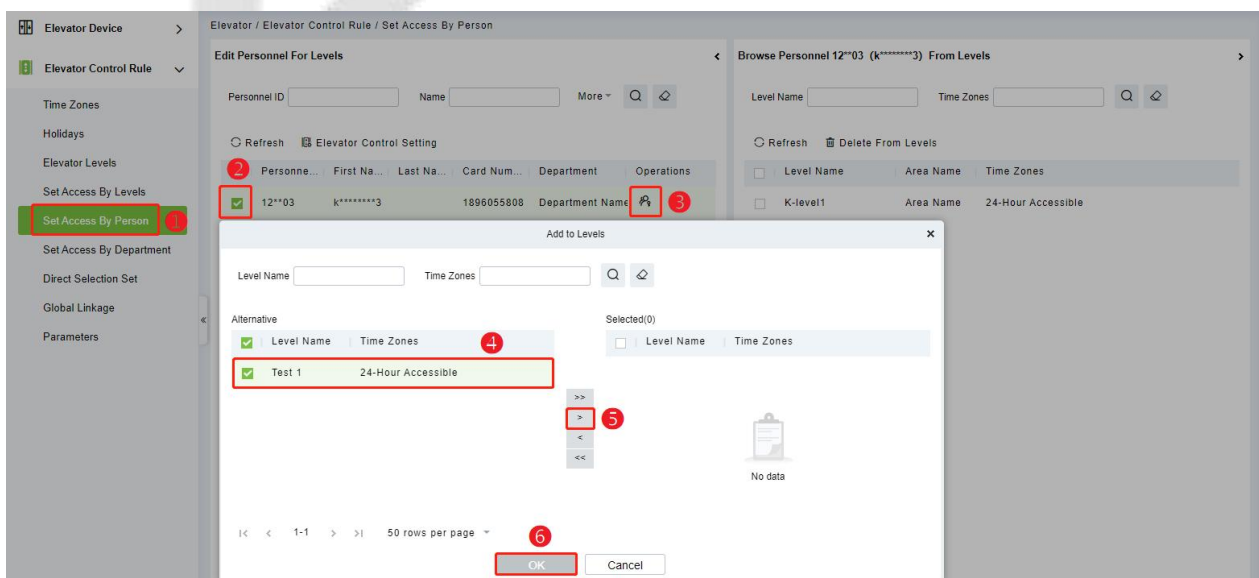 Elevator Device
Elevator Control Rule
Time Zones
Holidays
Elevator Levels
Set Access By Levels
Set Access By Person 1
Set Access By Department
Direct Selection Set
Global Linkage
Parameters
«
Elevator / Elevator Control Rule / Set Access By Person
Edit Personnel For Levels
Personnel ID Name More
Refresh Elevator Control Setting
2 Personne... First Na... Last Na... Card Num... Department Operations
12**03 k********3 1896055808 Department Name 3
Browse Personnel 12**03 (k********3) From Levels
Level Name Time Zones
Refresh Delete From Levels
Level Name Area Name Time Zones
K-level1 Area Name 24-Hour Accessible
Add to Levels
Level Name Time Zones
Alternative
Level Name Time Zones 4
Test 1 24-Hour Accessible
>>
> 5
<
<<
Selected(0)
Level Name Time Zones
No data
|< < 1-1 > >| 50 rows per page
6
OK Cancel